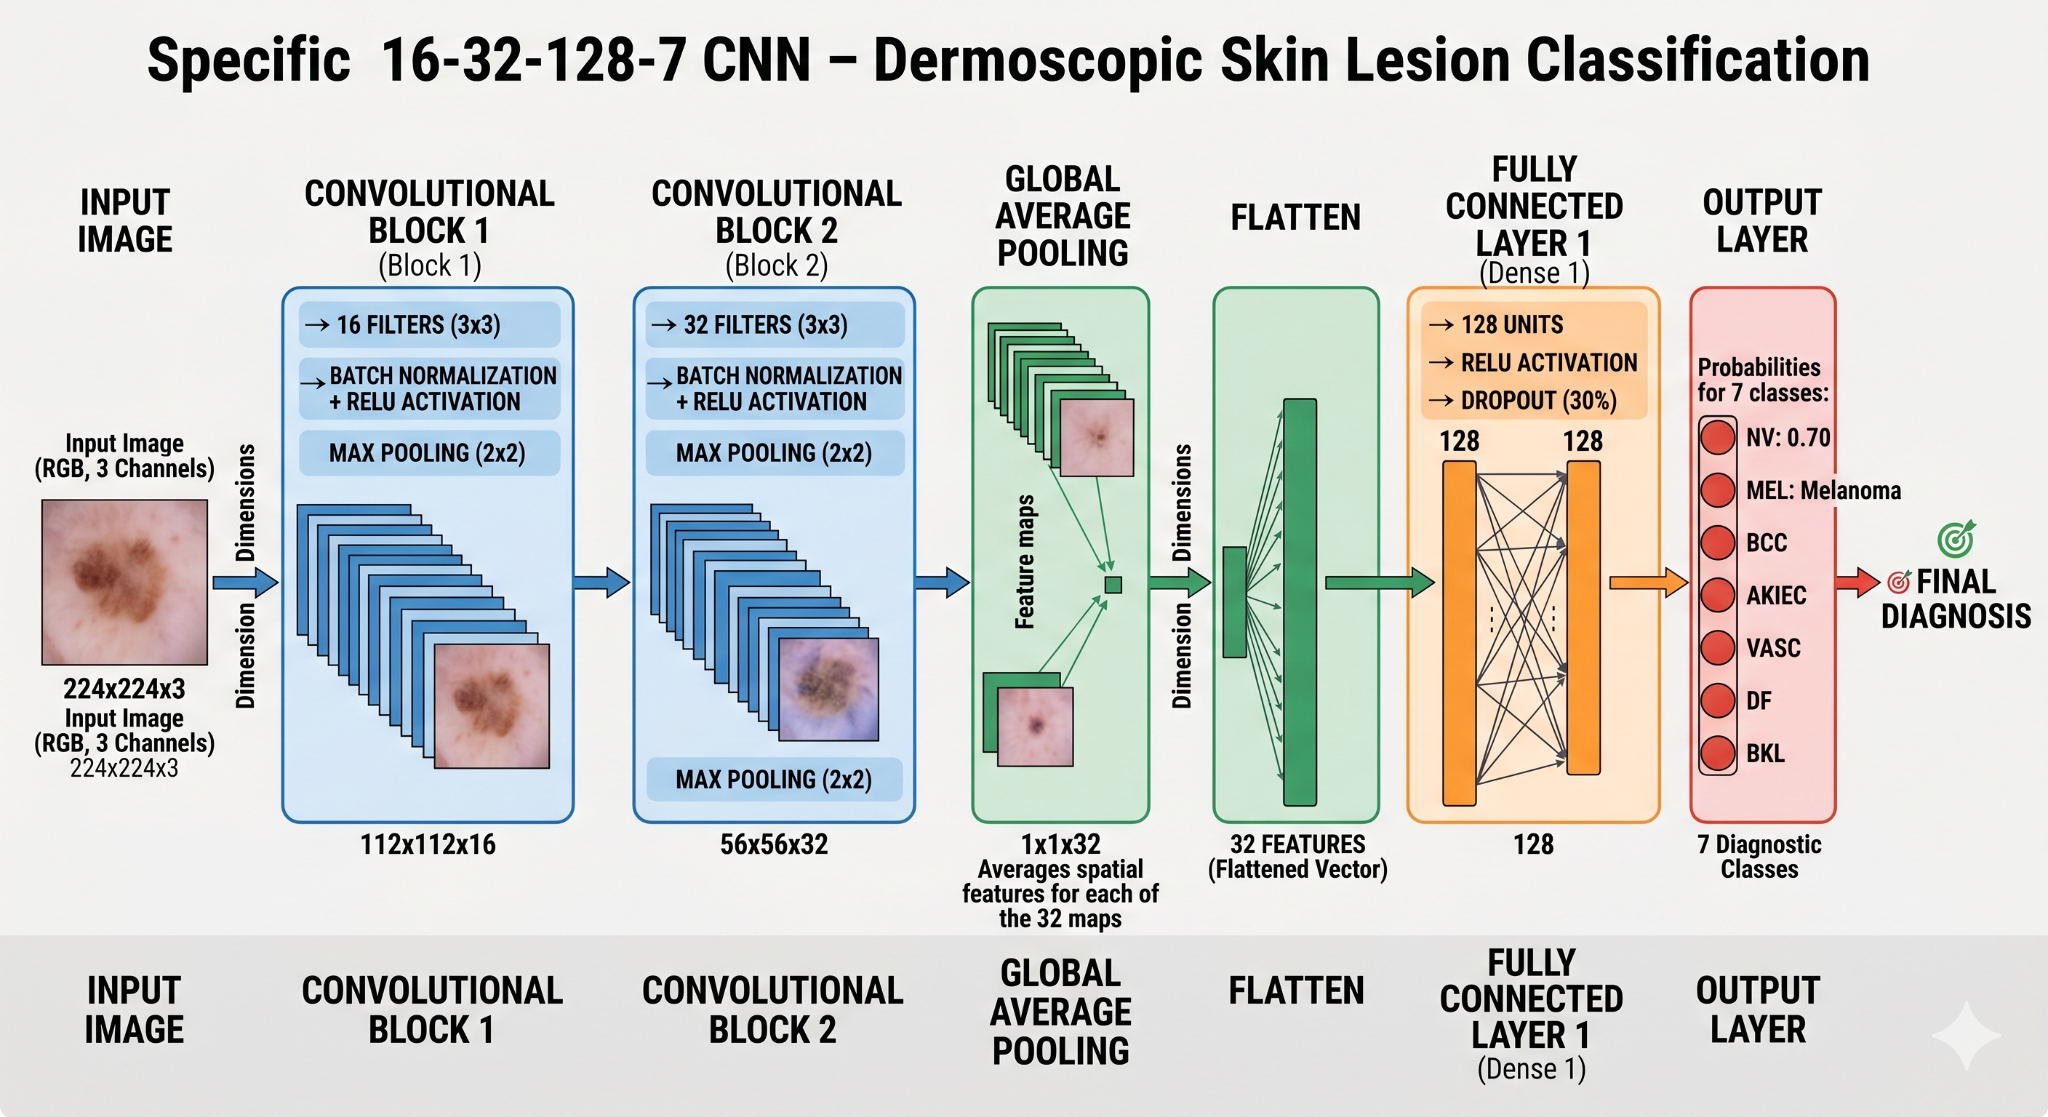 Specific 16-32-128-7 CNN – Dermoscopic Skin Lesion Classification
INPUT
IMAGE
CONVOLUTIONAL
BLOCK 1
(Block 1)
CONVOLUTIONAL
BLOCK 2
(Block 2)
GLOBAL
AVERAGE
POOLING
FLATTEN
FULLY
CONNECTED
LAYER 1
(Dense 1)
OUTPUT
LAYER
Input Image
(RGB, 3 Channels)
224x224x3
Input Image
(RGB, 3 Channels)
224x224x3
Dimensions
Dimension
→ 16 FILTERS (3x3)
→ BATCH NORMALIZATION
+ RELU ACTIVATION
MAX POOLING (2x2)
112x112x16
→ 32 FILTERS (3x3)
→ BATCH NORMALIZATION
+ RELU ACTIVATION
MAX POOLING (2x2)
MAX POOLING (2x2)
56x56x32
Feature maps
1x1x32
Averages spatial
features for each of
the 32 maps
Dimensions
Dimension
32 FEATURES
(Flattened Vector)
→ 128 UNITS
→ RELU ACTIVATION
→ DROPOUT (30%)
128
128
128
Probabilities
for 7 classes:
NV: 0.70
MEL: Melanoma
BCC
AKIEC
VASC
DF
BKL
7 Diagnostic
Classes
FINAL
DIAGNOSIS
INPUT
IMAGE
CONVOLUTIONAL
BLOCK 1
CONVOLUTIONAL
BLOCK 2
GLOBAL
AVERAGE
POOLING
FLATTEN
FULLY
CONNECTED
LAYER 1
(Dense 1)
OUTPUT
LAYER